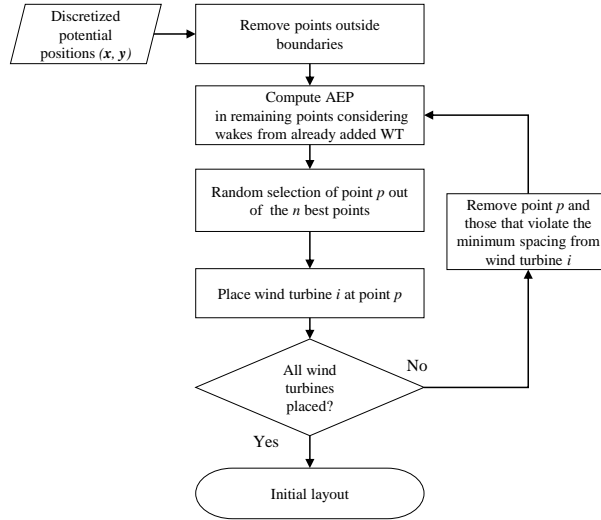 Discretized
potential
positions (x, y)
Remove points outside
boundaries
Compute AEP
in remaining points considering
wakes from already added WT
Random selection of point p out
of the n best points
Remove point p and
those that violate the
minimum spacing from
wind turbine i
Place wind turbine i at point p
All wind
turbines
placed?
No
Yes
Initial layout